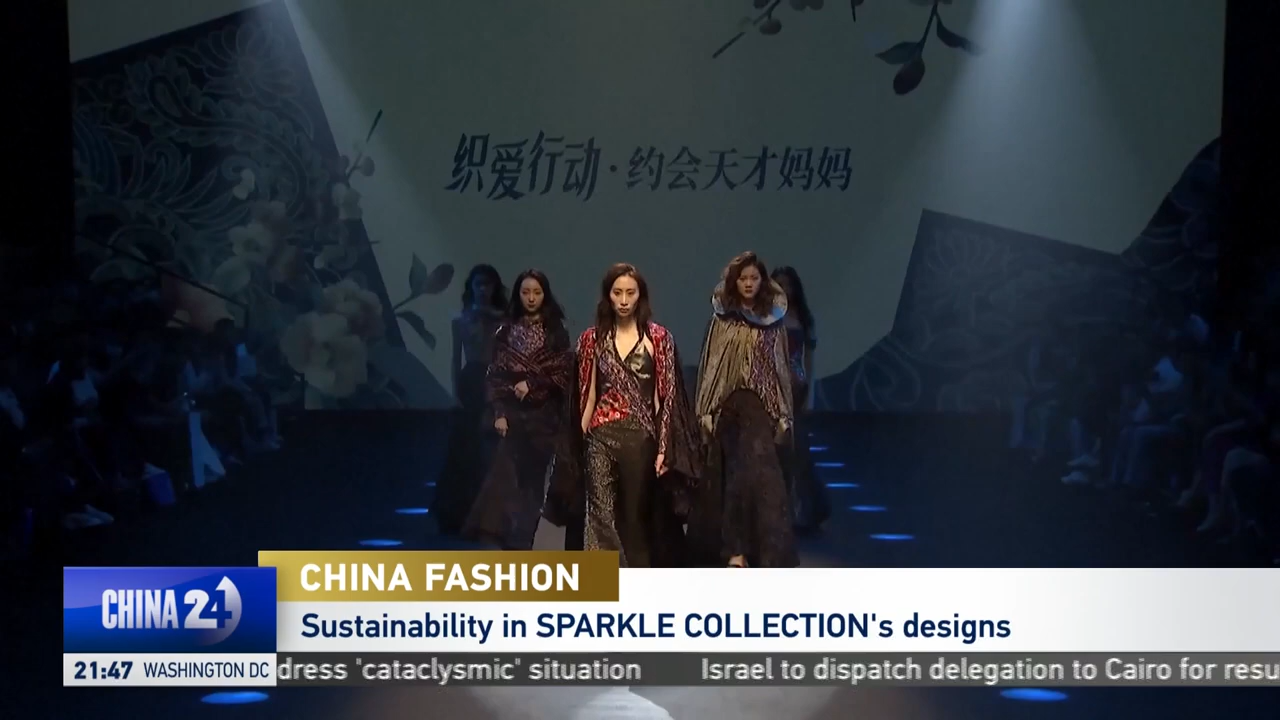 织爱行动·约会天才妈妈
CHINA FASHION
CHINA 24
Sustainability in SPARKLE COLLECTION's designs
21:47 WASHINGTON DC
dress 'cataclysmic' situation Israel to dispatch delegation to Cairo for resu